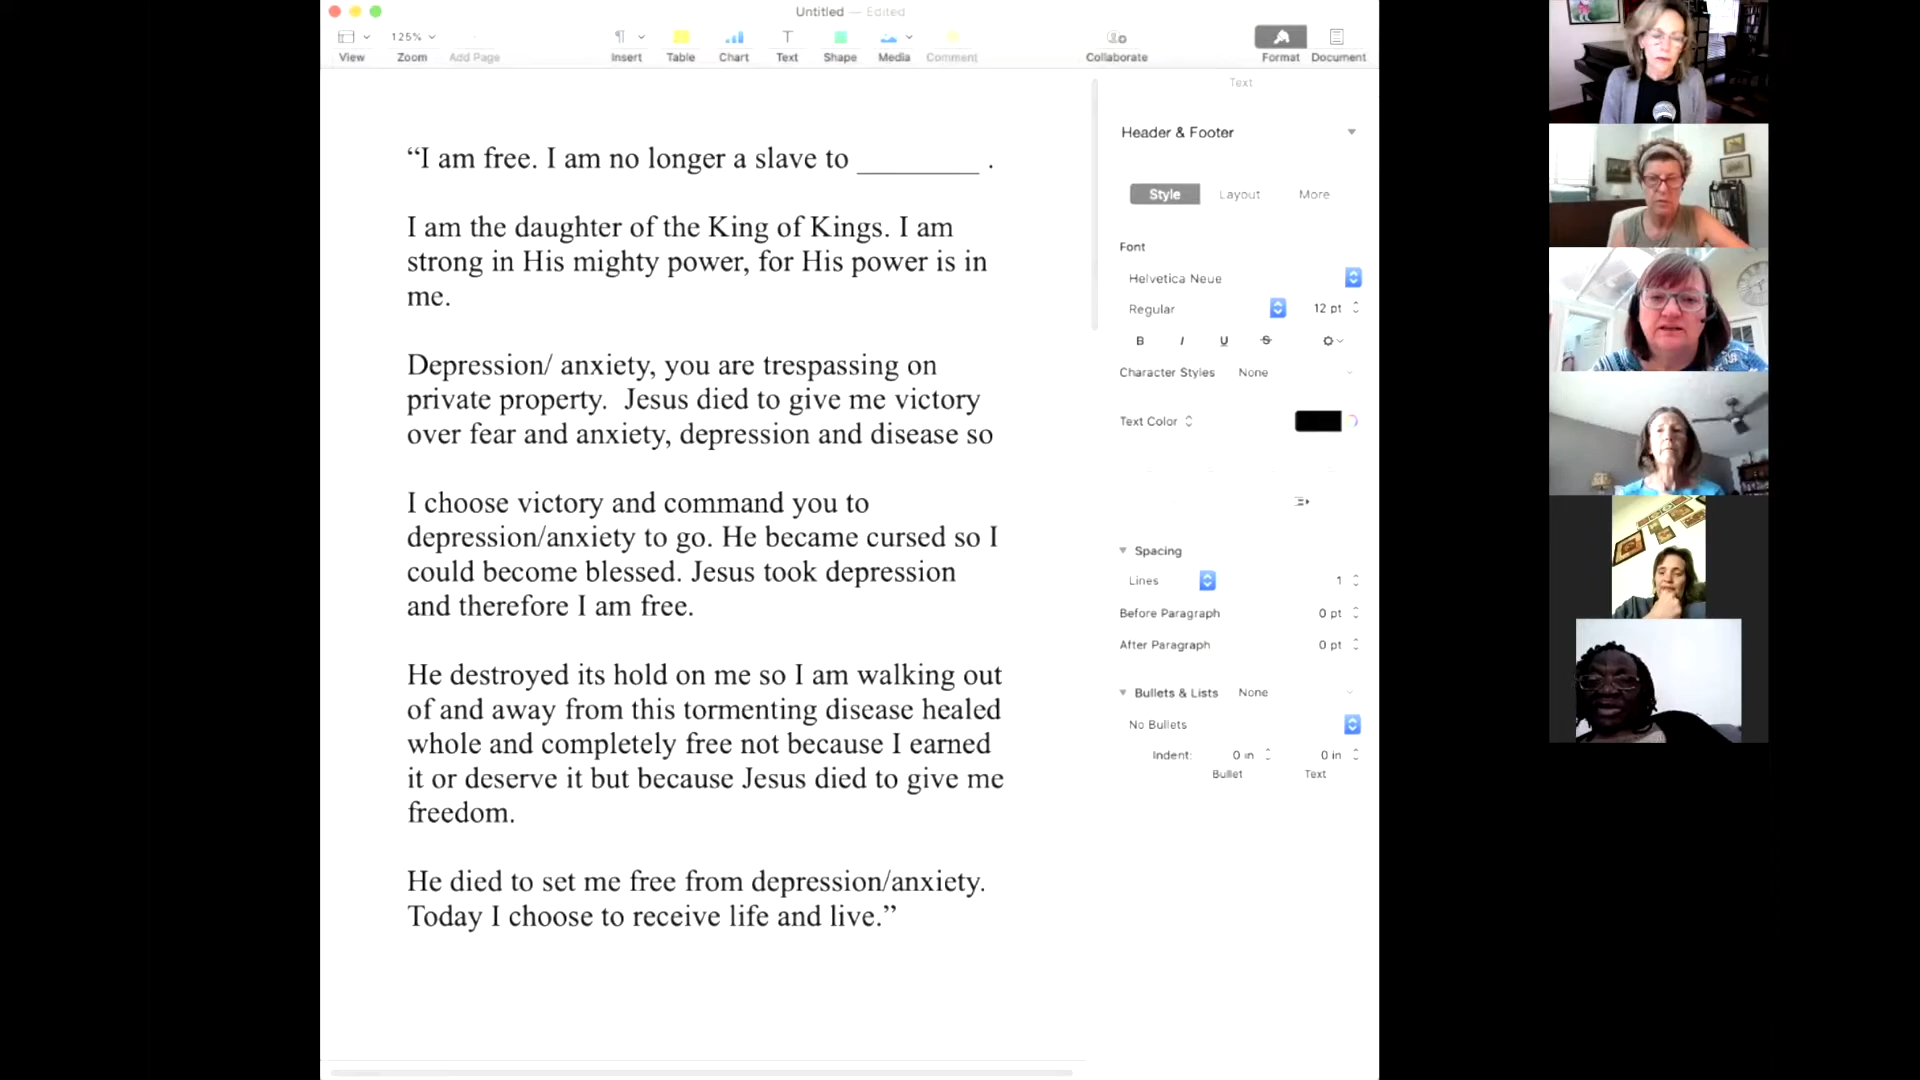 Untitled — Edited
125%
View Zoom Add Page Insert Table Chart Text Shape Media Comment Collaborate Format Document
“I am free. I am no longer a slave to _________ .
I am the daughter of the King of Kings. I am
strong in His mighty power, for His power is in
me.
Depression/ anxiety, you are trespassing on
private property.  Jesus died to give me victory
over fear and anxiety, depression and disease so
I choose victory and command you to
depression/anxiety to go. He became cursed so I
could become blessed. Jesus took depression
and therefore I am free.
He destroyed its hold on me so I am walking out
of and away from this tormenting disease healed
whole and completely free not because I earned
it or deserve it but because Jesus died to give me
freedom.
He died to set me free from depression/anxiety.
Today I choose to receive life and live.”
Text
Header & Footer
Style Layout More
Font
Helvetica Neue
Regular 12 pt
B I U S
Character Styles None
Text Color
Spacing
Lines 1
Before Paragraph 0 pt
After Paragraph 0 pt
Bullets & Lists None
No Bullets
Indent: 0 in 0 in
Bullet Text